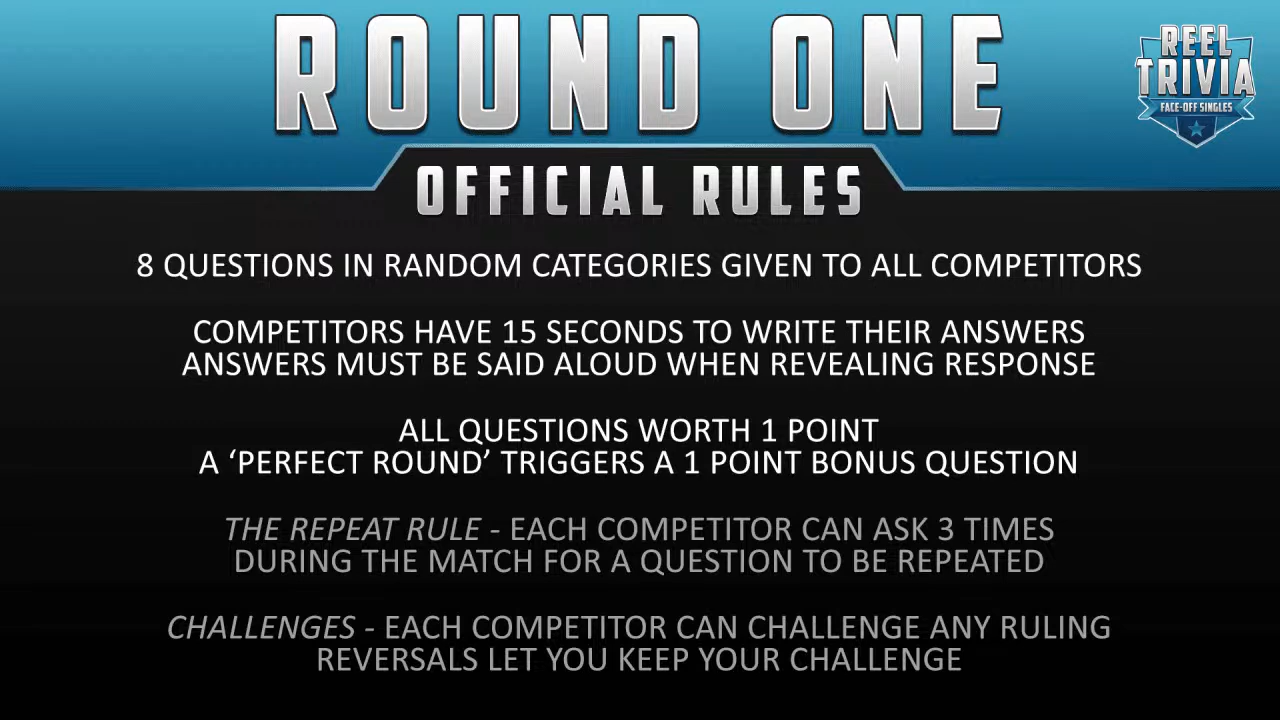 ROUND ONE
REEL
TRIVIA
FACE-OFF SINGLES
OFFICIAL RULES
8 QUESTIONS IN RANDOM CATEGORIES GIVEN TO ALL COMPETITORS
COMPETITORS HAVE 15 SECONDS TO WRITE THEIR ANSWERS
ANSWERS MUST BE SAID ALOUD WHEN REVEALING RESPONSE
ALL QUESTIONS WORTH 1 POINT
A ‘PERFECT ROUND’ TRIGGERS A 1 POINT BONUS QUESTION
THE REPEAT RULE - EACH COMPETITOR CAN ASK 3 TIMES
DURING THE MATCH FOR A QUESTION TO BE REPEATED
CHALLENGES - EACH COMPETITOR CAN CHALLENGE ANY RULING
REVERSALS LET YOU KEEP YOUR CHALLENGE